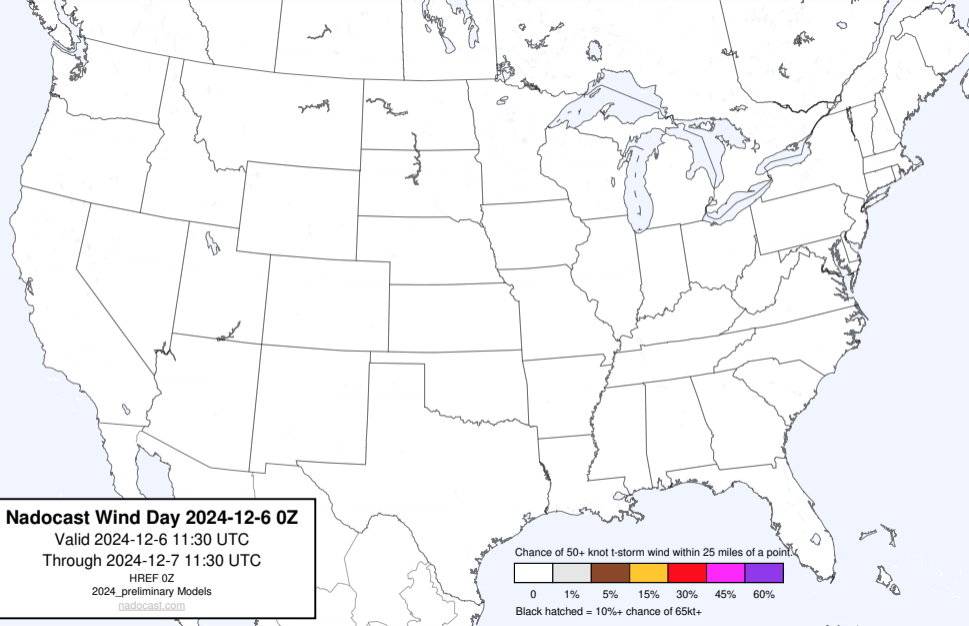 Nadocast Wind Day 2024-12-6 0Z
Valid 2024-12-6 11:30 UTC
Through 2024-12-7 11:30 UTC
HREF 0Z
2024_preliminary Models
nadocast.com
Chance of 50+ knot t-storm wind within 25 miles of a point.
0 1% 5% 15% 30% 45% 60%
Black hatched = 10%+ chance of 65kt+